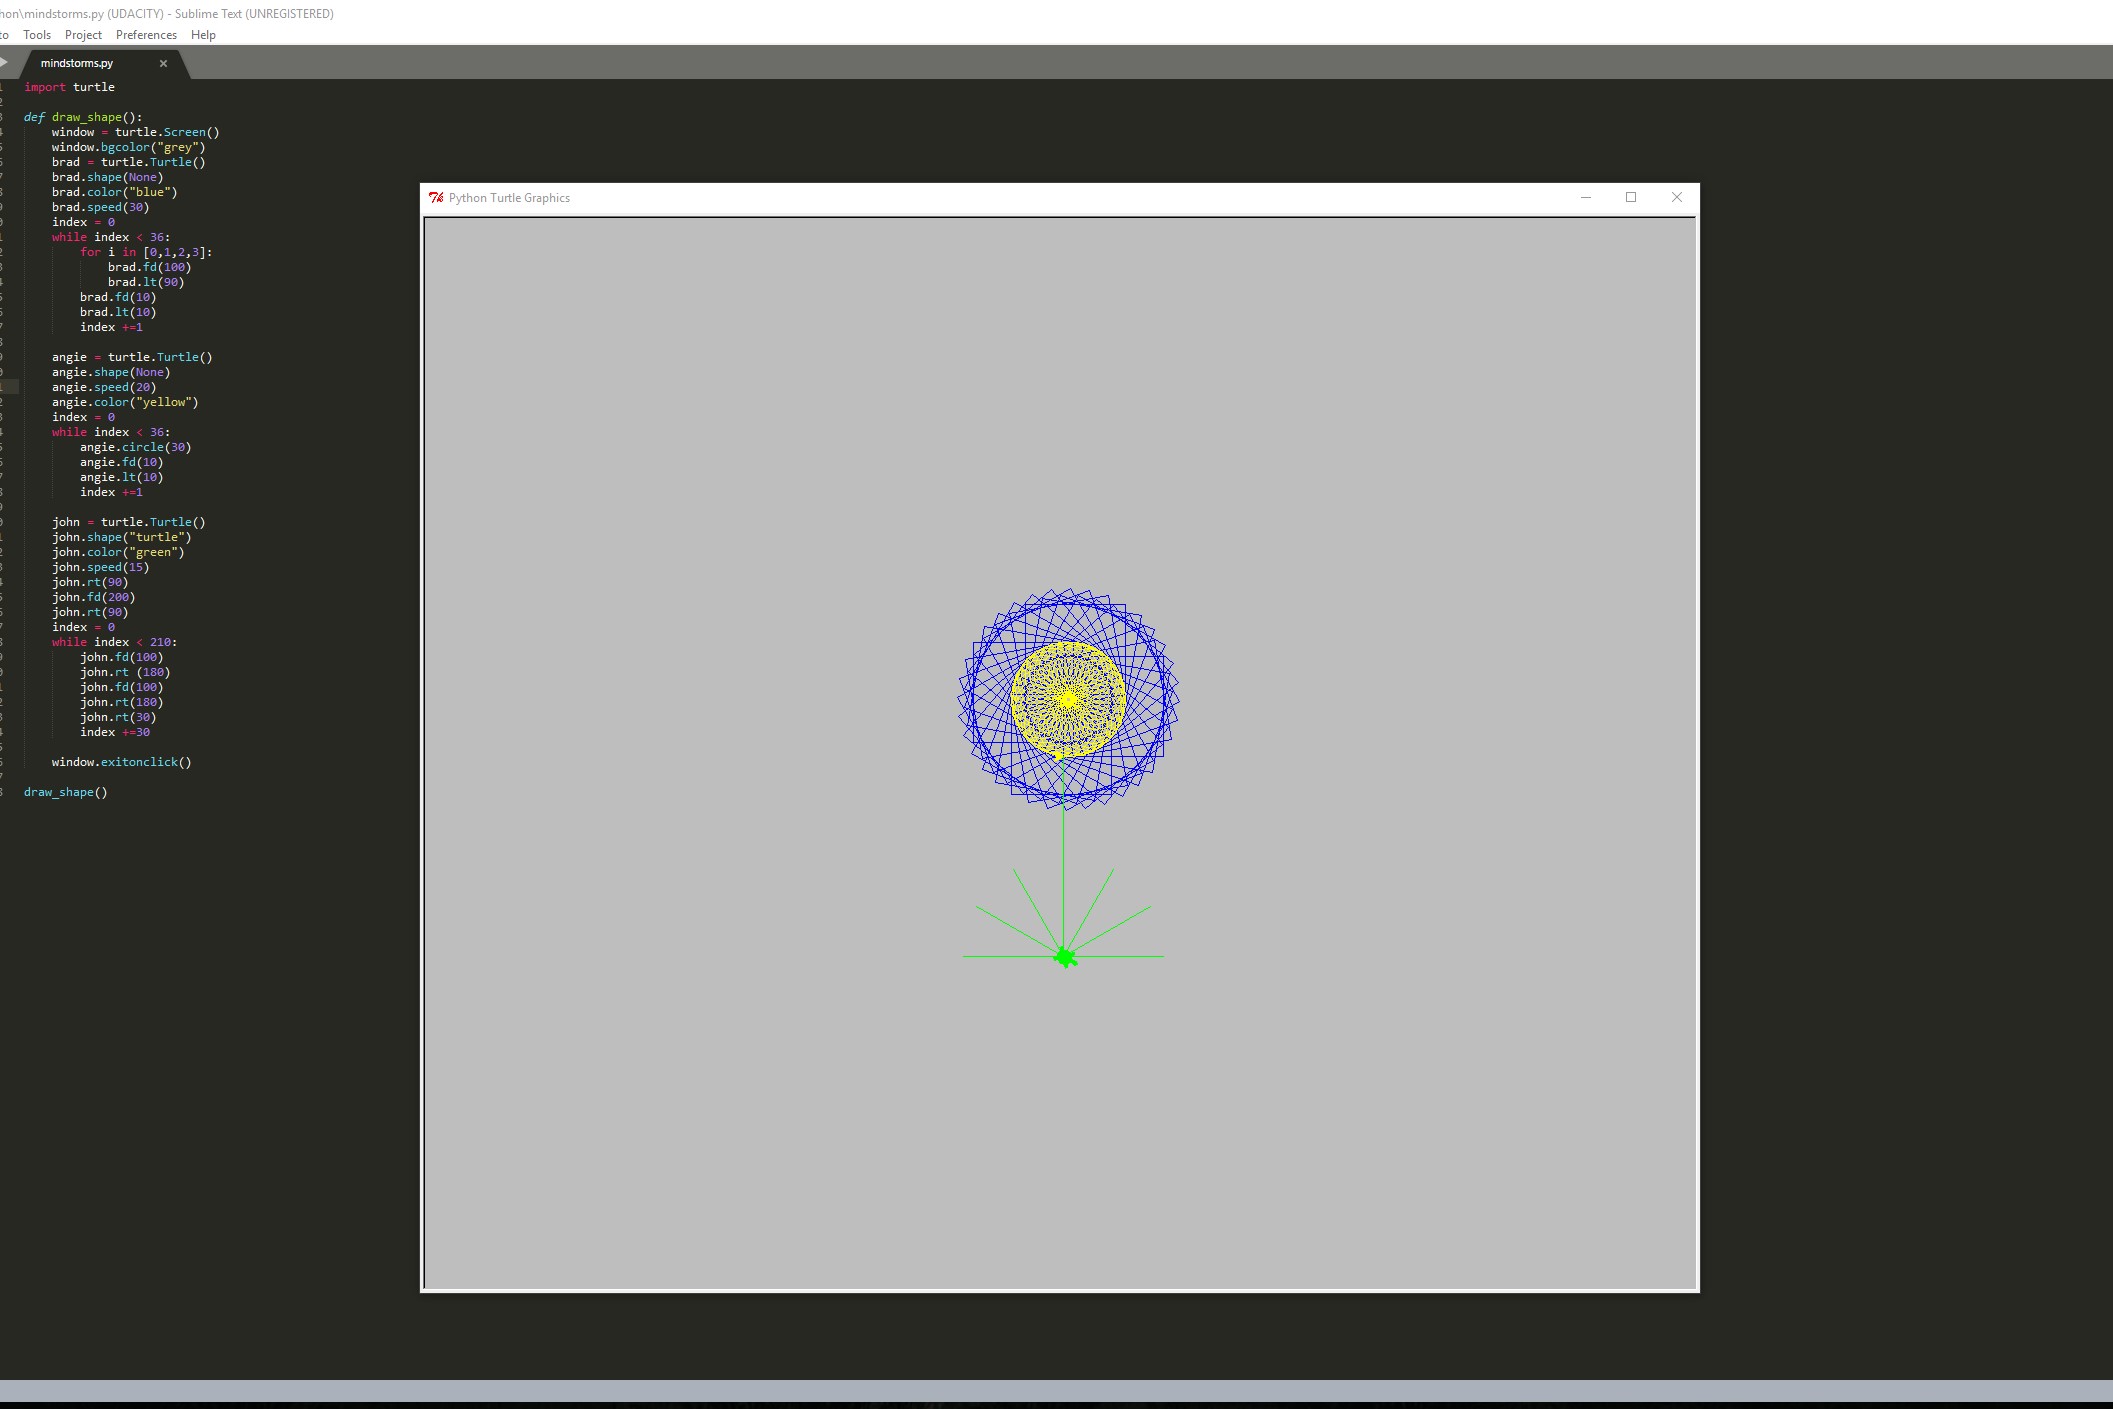 hon\mindstorms.py (UDACITY) - Sublime Text (UNREGISTERED)
to Tools Project Preferences Help
mindstorms.py ×
import turtle
def draw_shape():
    window = turtle.Screen()
    window.bgcolor("grey")
    brad = turtle.Turtle()
    brad.shape(None)
    brad.color("blue")
    brad.speed(30)
    index = 0
    while index < 36:
        for i in [0,1,2,3]:
            brad.fd(100)
            brad.lt(90)
        brad.fd(10)
        brad.lt(10)
        index +=1
    angie = turtle.Turtle()
    angie.shape(None)
    angie.speed(20)
    angie.color("yellow")
    index = 0
    while index < 36:
        angie.circle(30)
        angie.fd(10)
        angie.lt(10)
        index +=1
    john = turtle.Turtle()
    john.shape("turtle")
    john.color("green")
    john.speed(15)
    john.rt(90)
    john.fd(200)
    john.rt(90)
    index = 0
    while index < 210:
        john.fd(100)
        john.rt (180)
        john.fd(100)
        john.rt(180)
        john.rt(30)
        index +=30
    window.exitonclick()
draw_shape()
Python Turtle Graphics